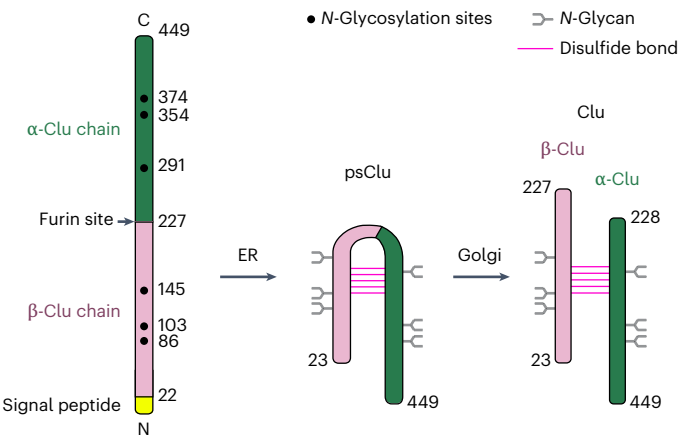 C
449
• N-Glycosylation sites
N-Glycan
Disulfide bond
374
354
α-Clu chain
291
Furin site
227
145
β-Clu chain
103
86
22
Signal peptide
N
ER
psClu
23
449
Golgi
Clu
β-Clu
α-Clu
227
228
23
449